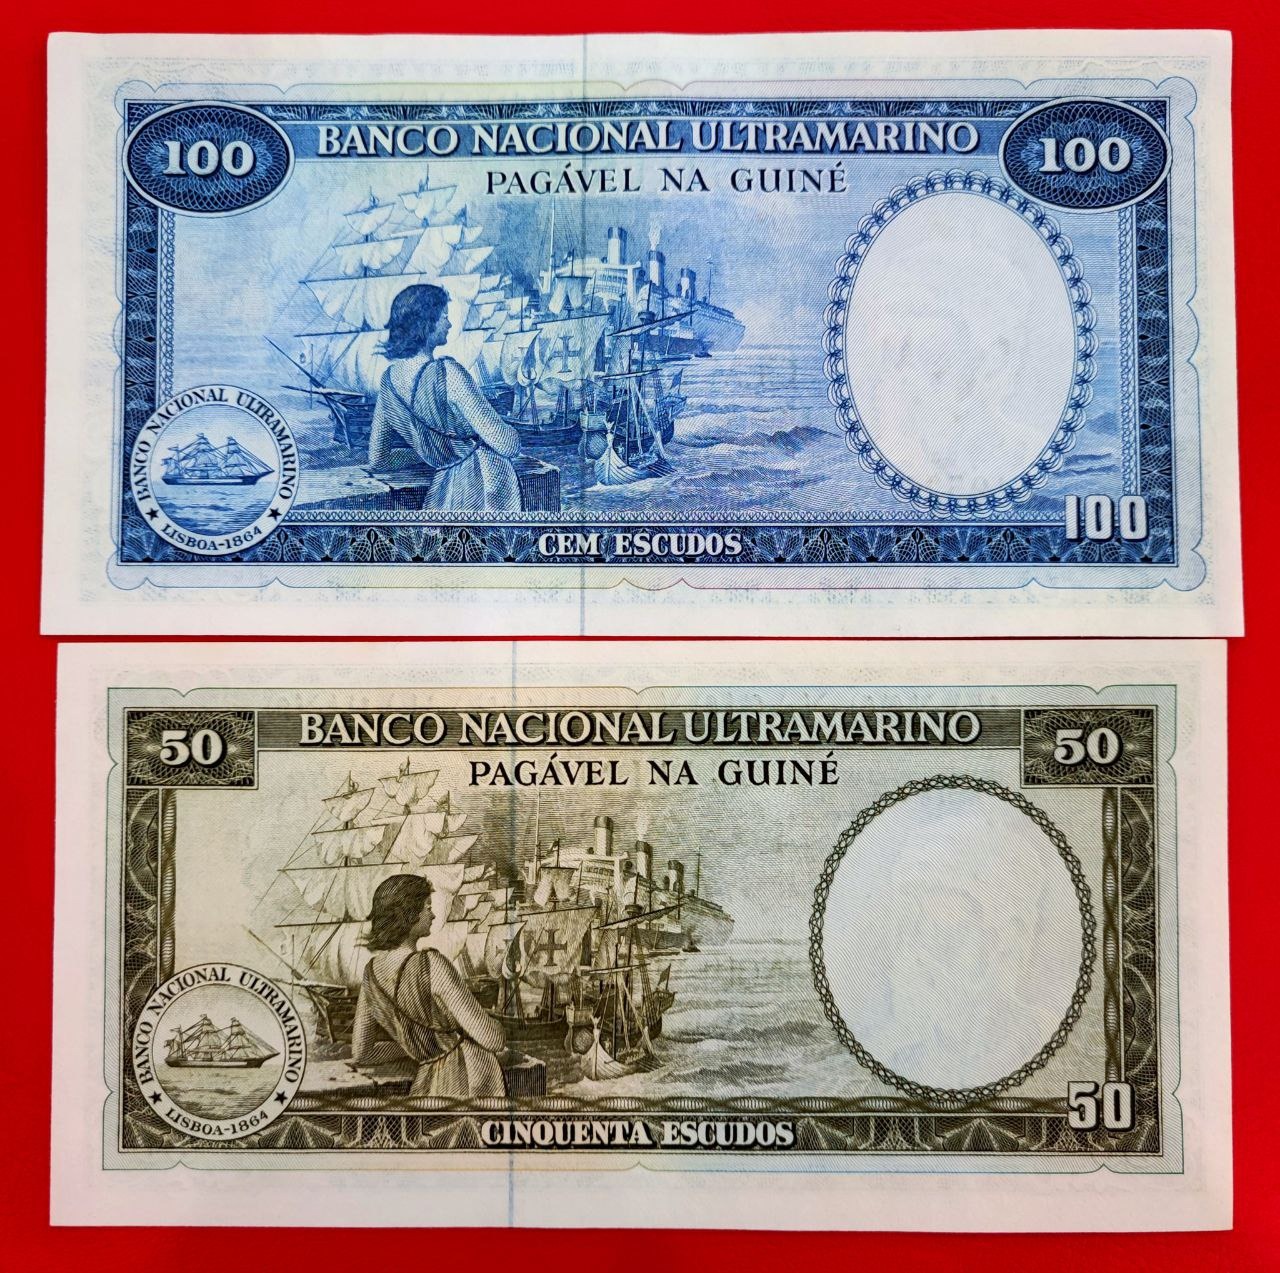 100
BANCO NACIONAL ULTRAMARINO
100
PAGÁVEL NA GUINÉ
BANCO NACIONAL ULTRAMARINO
LISBOA-1864
100
CEM ESCUDOS
50
BANCO NACIONAL ULTRAMARINO
50
PAGÁVEL NA GUINÉ
BANCO NACIONAL ULTRAMARINO
LISBOA-1864
50
CINQUENTA ESCUDOS